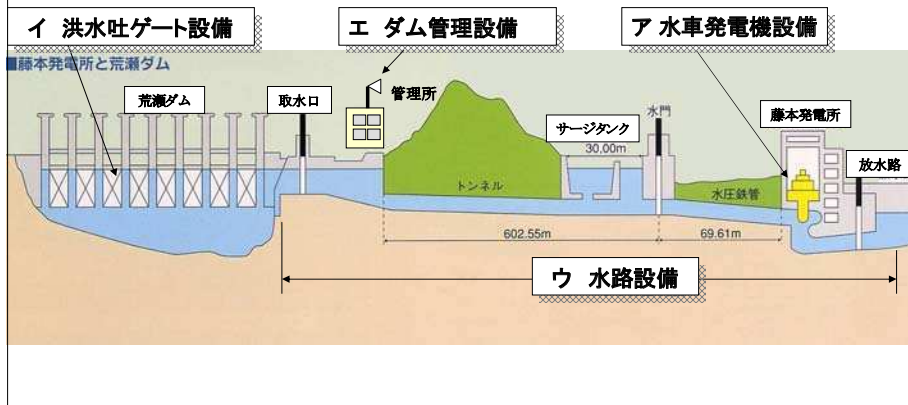 イ 洪水吐ゲート設備
エ ダム管理設備
ア 水車発電機設備
■藤本発電所と荒瀬ダム
荒瀬ダム
取水口
管理所
サージタンク
水門
藤本発電所
30,00m
放水路
トンネル
水圧鉄管
602.55m
69.61m
ウ 水路設備